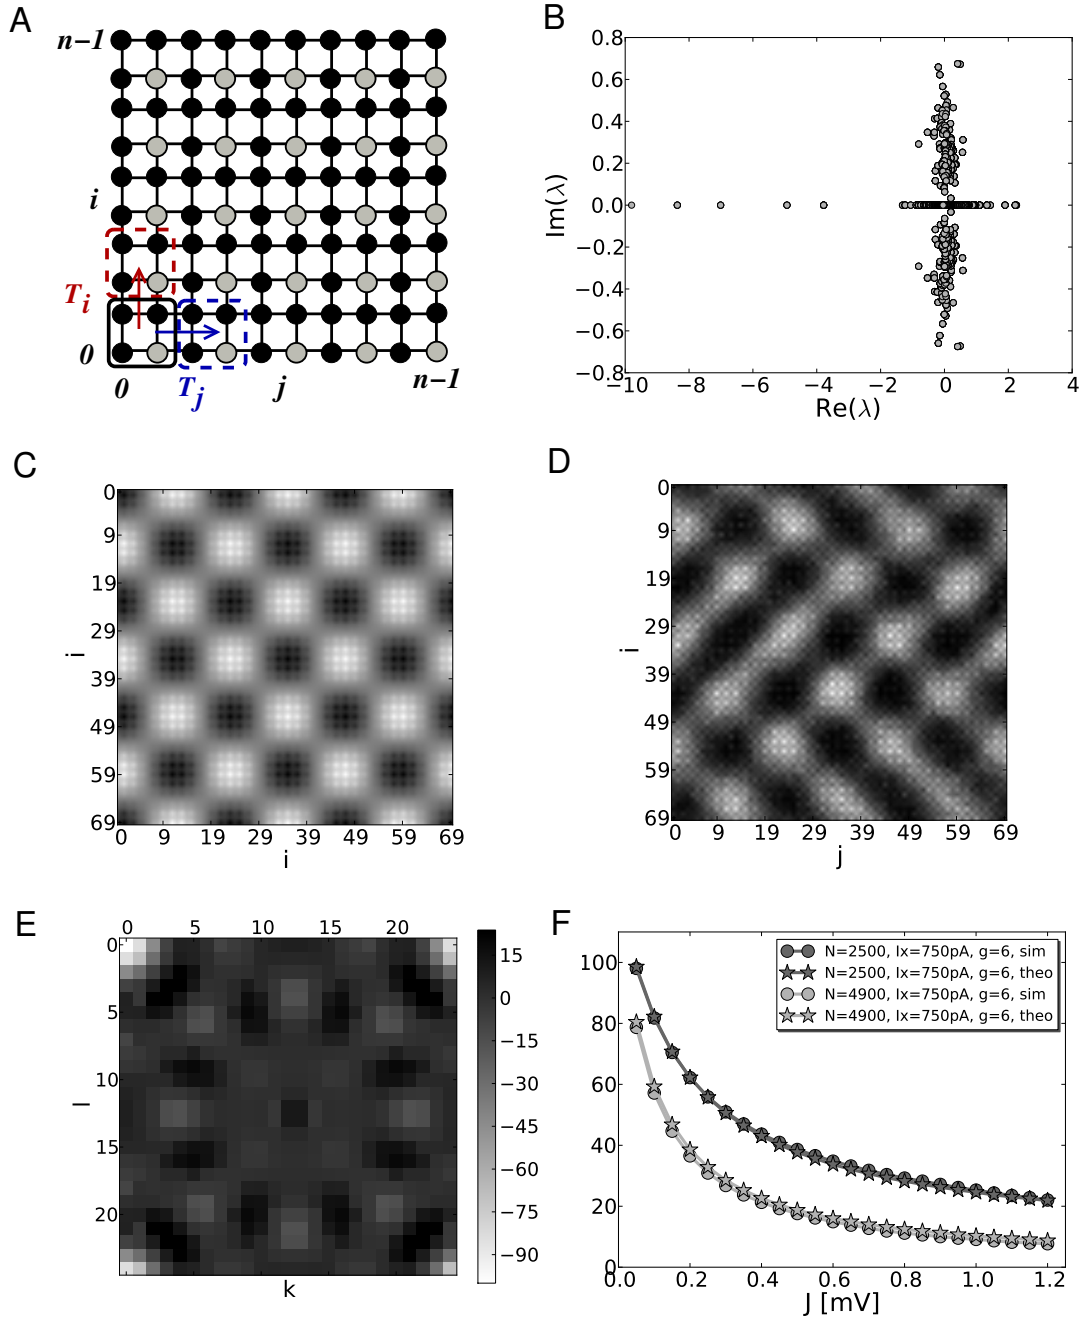 A
n−1
i
T_i
0
0
T_j
j
n−1
B
0.8
0.6
0.4
0.2
0.0
−0.2
−0.4
−0.6
−0.8
Im(λ)
−10 −8 −6 −4 −2 0 2 4
Re(λ)
C
0
9
19
29
39
49
59
69
i
0 9 19 29 39 49 59 69
i
D
0
9
19
29
39
49
59
69
i
0 9 19 29 39 49 59 69
j
E
0 5 10 15 20
0
5
10
15
20
l
k
15
0
−15
−30
−45
−60
−75
−90
F
100
80
60
40
20
0
N=2500, Ix=750pA, g=6, sim
N=2500, Ix=750pA, g=6, theo
N=4900, Ix=750pA, g=6, sim
N=4900, Ix=750pA, g=6, theo
0.0 0.2 0.4 0.6 0.8 1.0 1.2
J [mV]